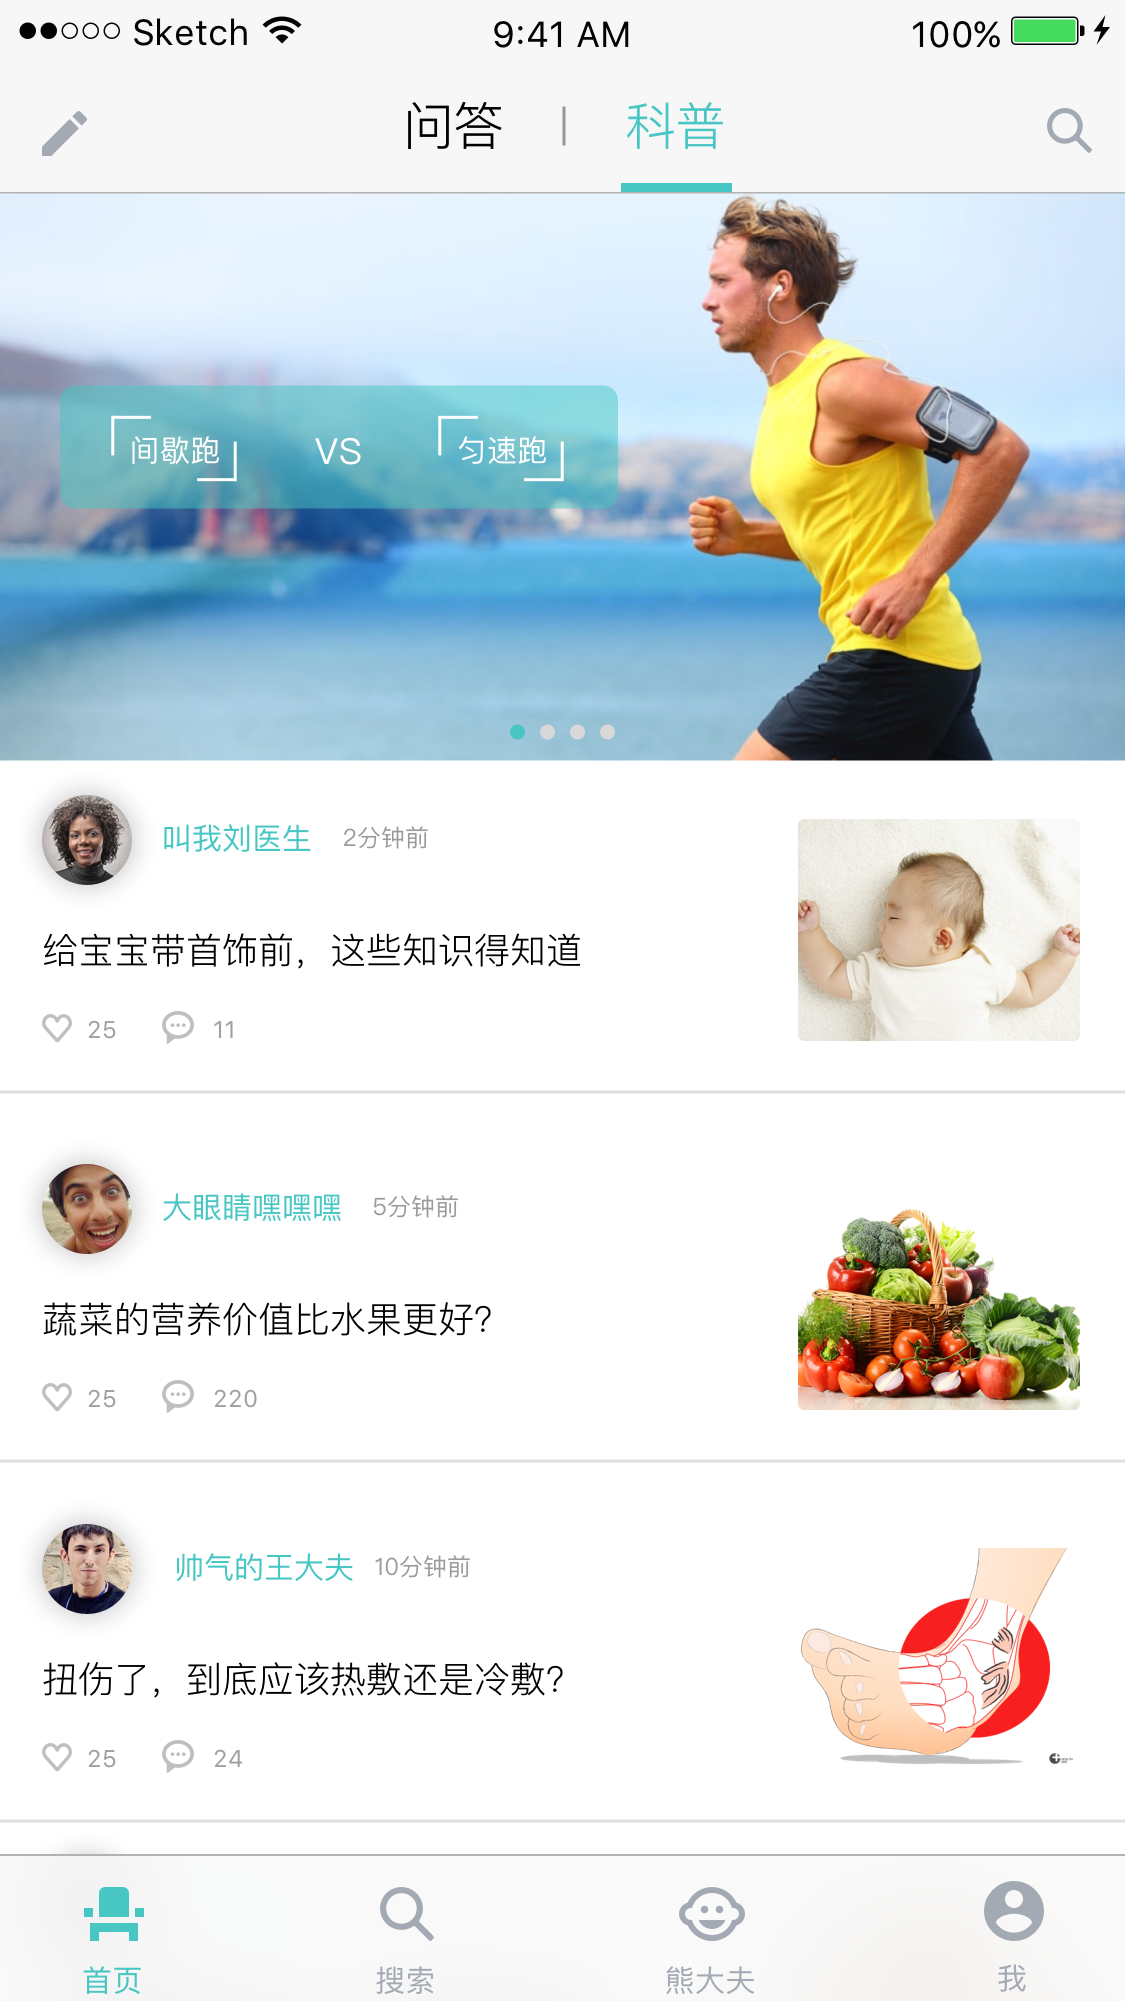 Sketch 9:41 AM 100%
问答 | 科普
间歇跑 VS 匀速跑
叫我刘医生 2分钟前
给宝宝带首饰前，这些知识得知道
25 11
大眼睛嘿嘿嘿 5分钟前
蔬菜的营养价值比水果更好?
25 220
帅气的王大夫 10分钟前
扭伤了，到底应该热敷还是冷敷?
25 24
首页 搜索 熊大夫 我